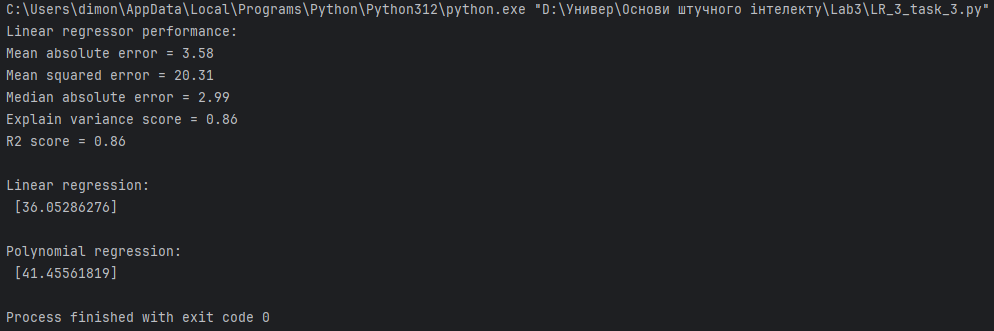 C:\Users\dimon\AppData\Local\Programs\Python\Python312\python.exe "D:\Универ\Основи штучного інтелекту\Lab3\LR_3_task_3.py"
Linear regressor performance:
Mean absolute error = 3.58
Mean squared error = 20.31
Median absolute error = 2.99
Explain variance score = 0.86
R2 score = 0.86
Linear regression:
[36.05286276]
Polynomial regression:
[41.45561819]
Process finished with exit code 0